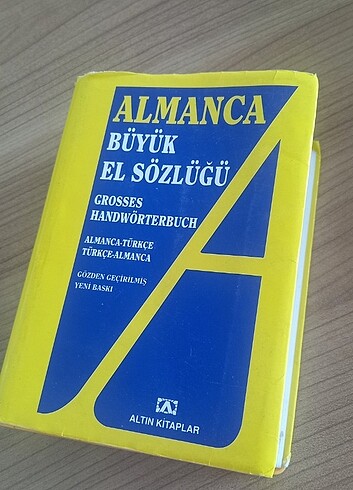 ALMANCA
BÜYÜK
EL SÖZLÜĞÜ
GROSSES
HANDWÖRTERBUCH
ALMANCA-TÜRKÇE
TÜRKÇE-ALMANCA
GÖZDEN GEÇİRİLMİŞ
YENİ BASKI
ALTIN KİTAPLAR